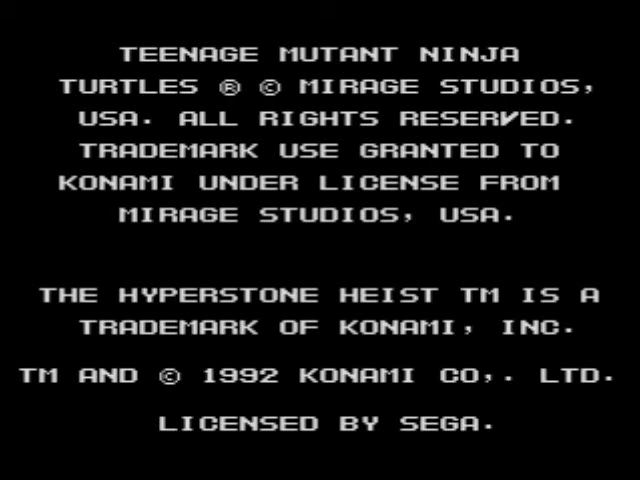 TEENAGE MUTANT NINJA
TURTLES ® © MIRAGE STUDIOS,
USA. ALL RIGHTS RESERVED.
TRADEMARK USE GRANTED TO
KONAMI UNDER LICENSE FROM
MIRAGE STUDIOS, USA.
THE HYPERSTONE HEIST TM IS A
TRADEMARK OF KONAMI, INC.
TM AND © 1992 KONAMI CO,. LTD.
LICENSED BY SEGA.